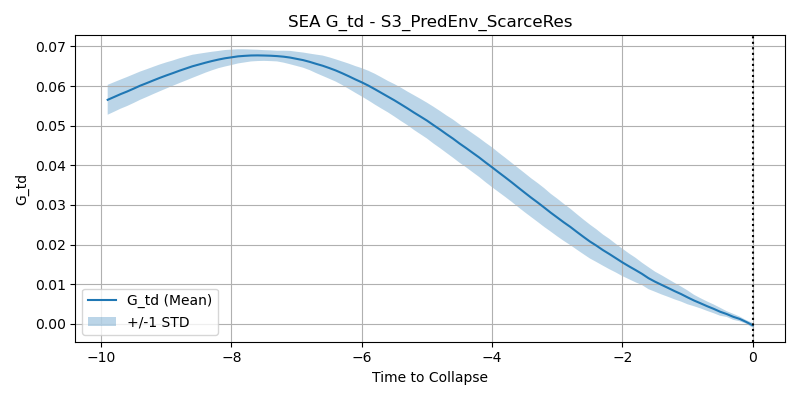 SEA G_td - S3_PredEnv_ScarceRes
0.07
0.06
0.05
0.04
0.03
0.02
0.01
0.00
G_td
G_td (Mean)
+/-1 STD
−10
−8
−6
−4
−2
0
Time to Collapse